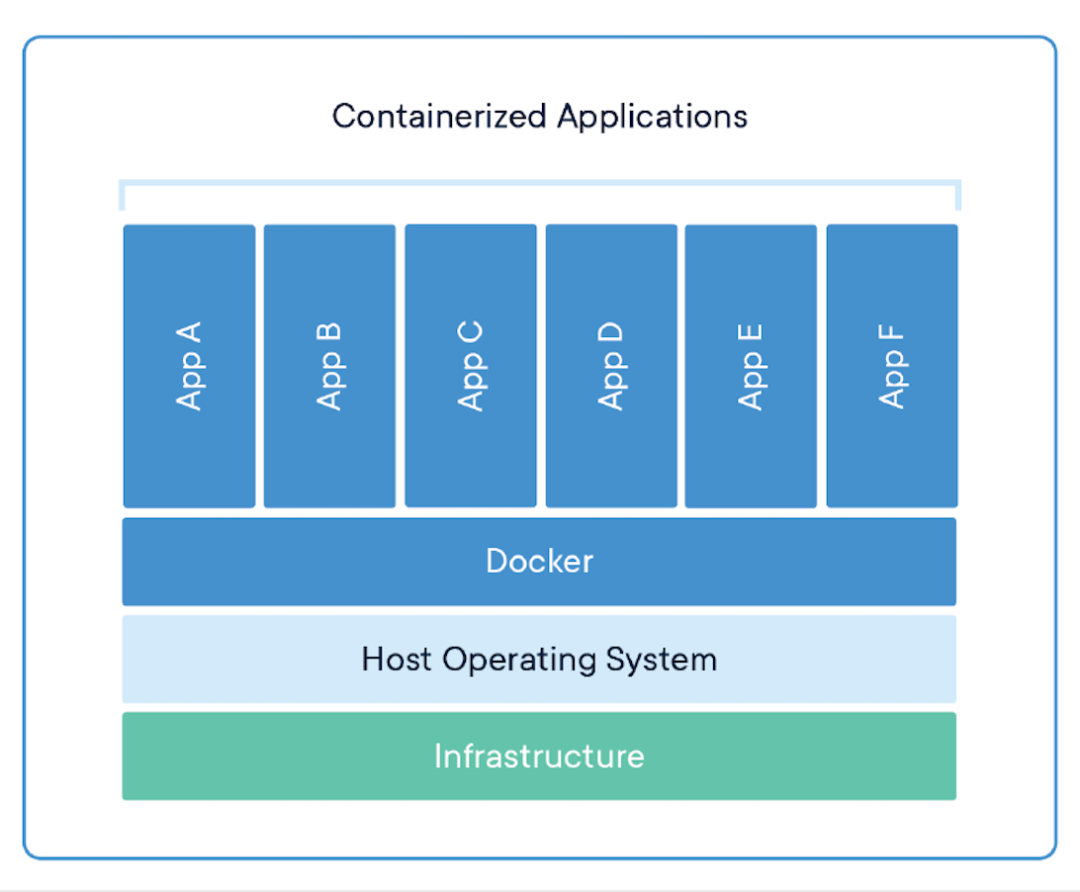 Containerized Applications
App A
App B
App C
App D
App E
App F
Docker
Host Operating System
Infrastructure